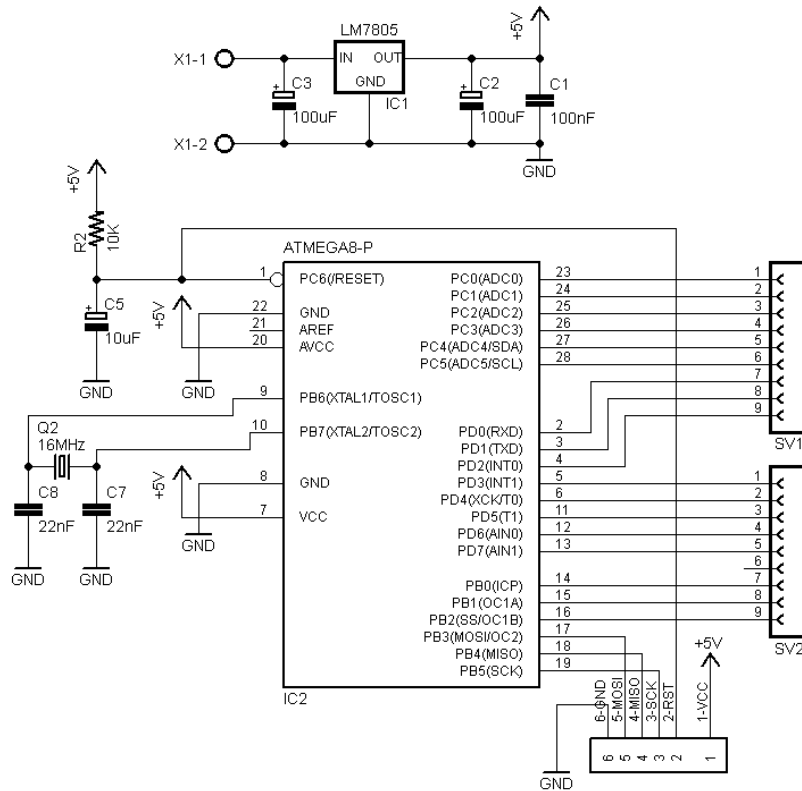 +5V
LM7805
X1-1
IN OUT
GND
IC1
+
C3
100uF
+
C2
100uF
C1
100nF
X1-2
GND
+5V
R2
10K
ATMEGA8-P
1 PC6(/RESET)
+
C5
10uF
GND
+5V
22 GND
21 AREF
20 AVCC
GND
9 PB6(XTAL1/TOSC1)
10 PB7(XTAL2/TOSC2)
Q2
16MHz
C8
22nF
C7
22nF
GND
GND
+5V
8 GND
7 VCC
GND
PC0(ADC0) 23 1
PC1(ADC1) 24 2
PC2(ADC2) 25 3
PC3(ADC3) 26 4
PC4(ADC4/SDA) 27 5
PC5(ADC5/SCL) 28 6
7
8
9
SV1
PD0(RXD) 2
PD1(TXD) 3
PD2(INT0) 4
PD3(INT1) 5 1
PD4(XCK/T0) 6 2
PD5(T1) 11 3
PD6(AIN0) 12 4
PD7(AIN1) 13 5
6
PB0(ICP) 14 7
PB1(OC1A) 15 8
PB2(SS/OC1B) 16 9
PB3(MOSI/OC2) 17
PB4(MISO) 18
PB5(SCK) 19
SV2
IC2
+5V
6-GND
5-MOSI
4-MISO
3-SCK
2-RST
1-VCC
6 5 4 3 2 1
GND